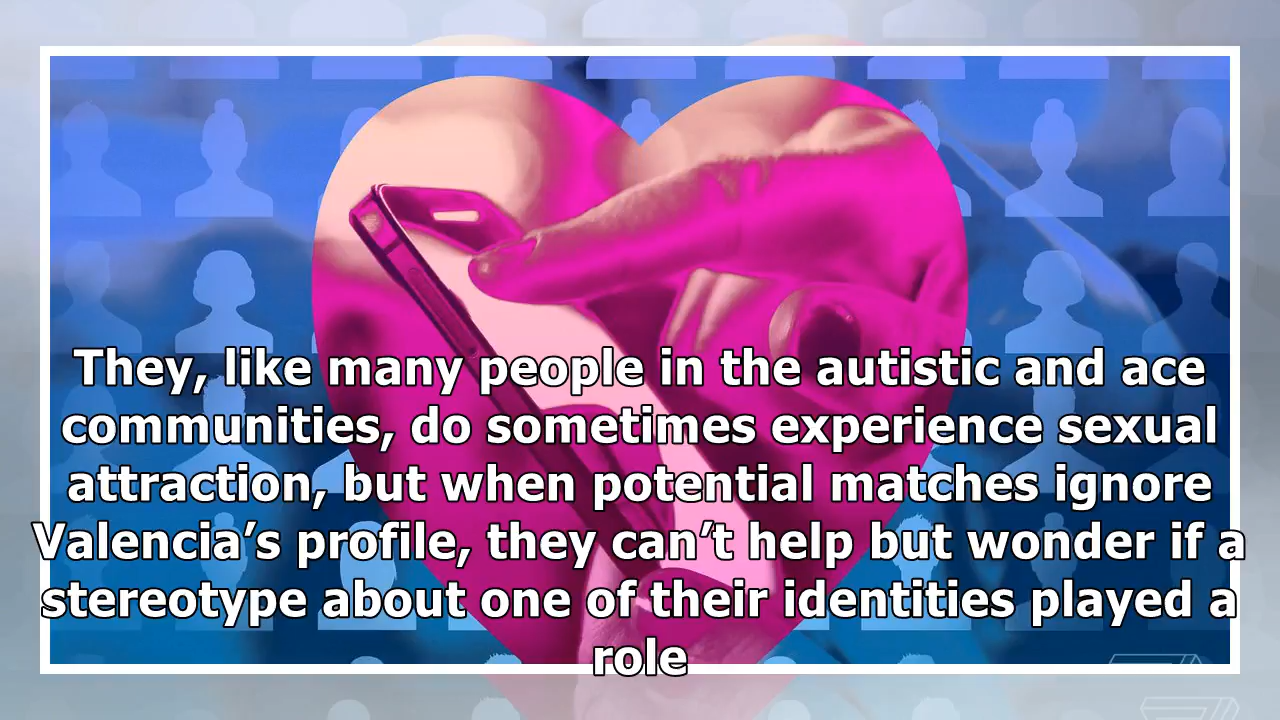 They, like many people in the autistic and ace
communities, do sometimes experience sexual
attraction, but when potential matches ignore
Valencia’s profile, they can’t help but wonder if a
stereotype about one of their identities played a
role